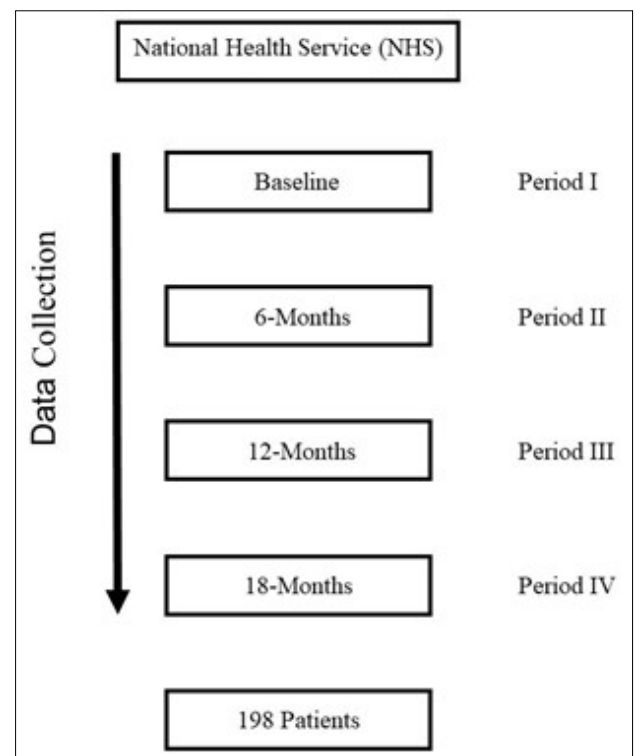 National Health Service (NHS)
Baseline Period I
6-Months Period II
12-Months Period III
18-Months Period IV
198 Patients
Data Collection